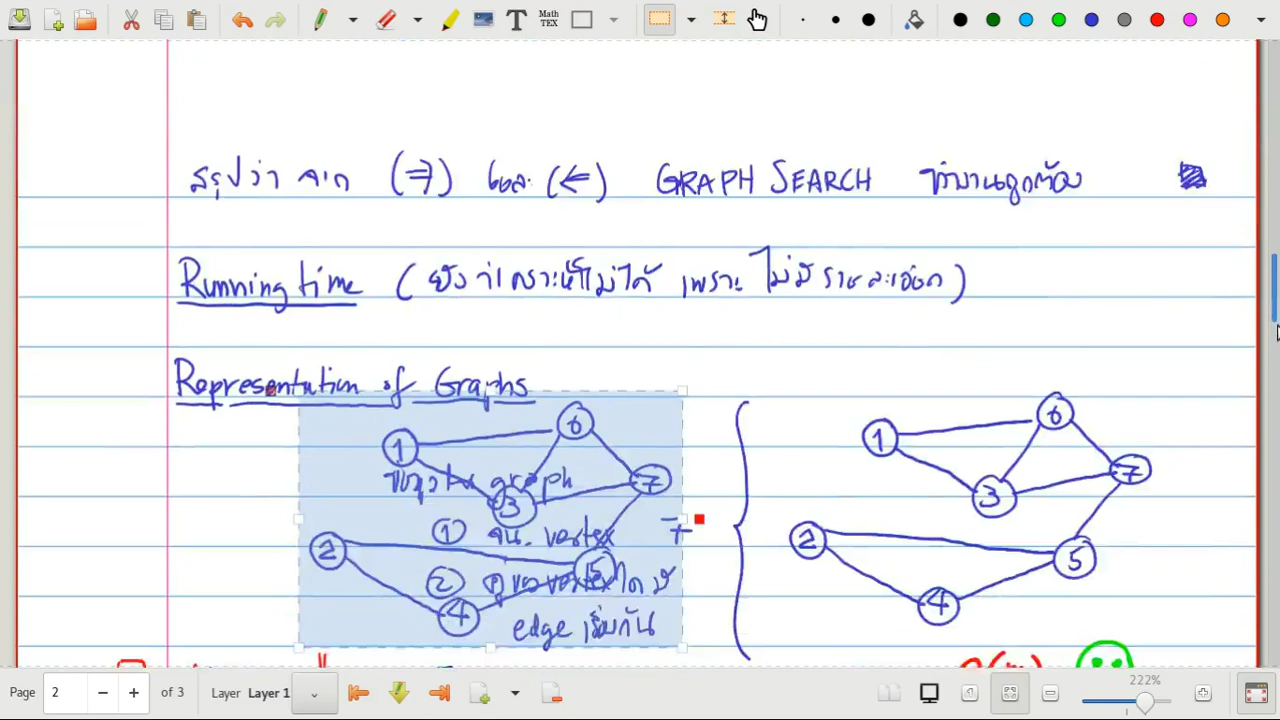 Math
TEX
สรุปว่า จาก (⇒) และ (⇐) GRAPH SEARCH ทำงานถูกต้อง
Running time (ยังวิเคราะห์ไม่ได้ เพราะ ไม่มีรายละเอียด)
Representation of Graphs
1 6 3 7 2 5 4
graph
① จน. vertex 7
② คู่ของ vertex ใดมี
edge เชื่อมกัน
1 6 3 7 2 5 4
Page 2 of 3 Layer Layer 1 222%